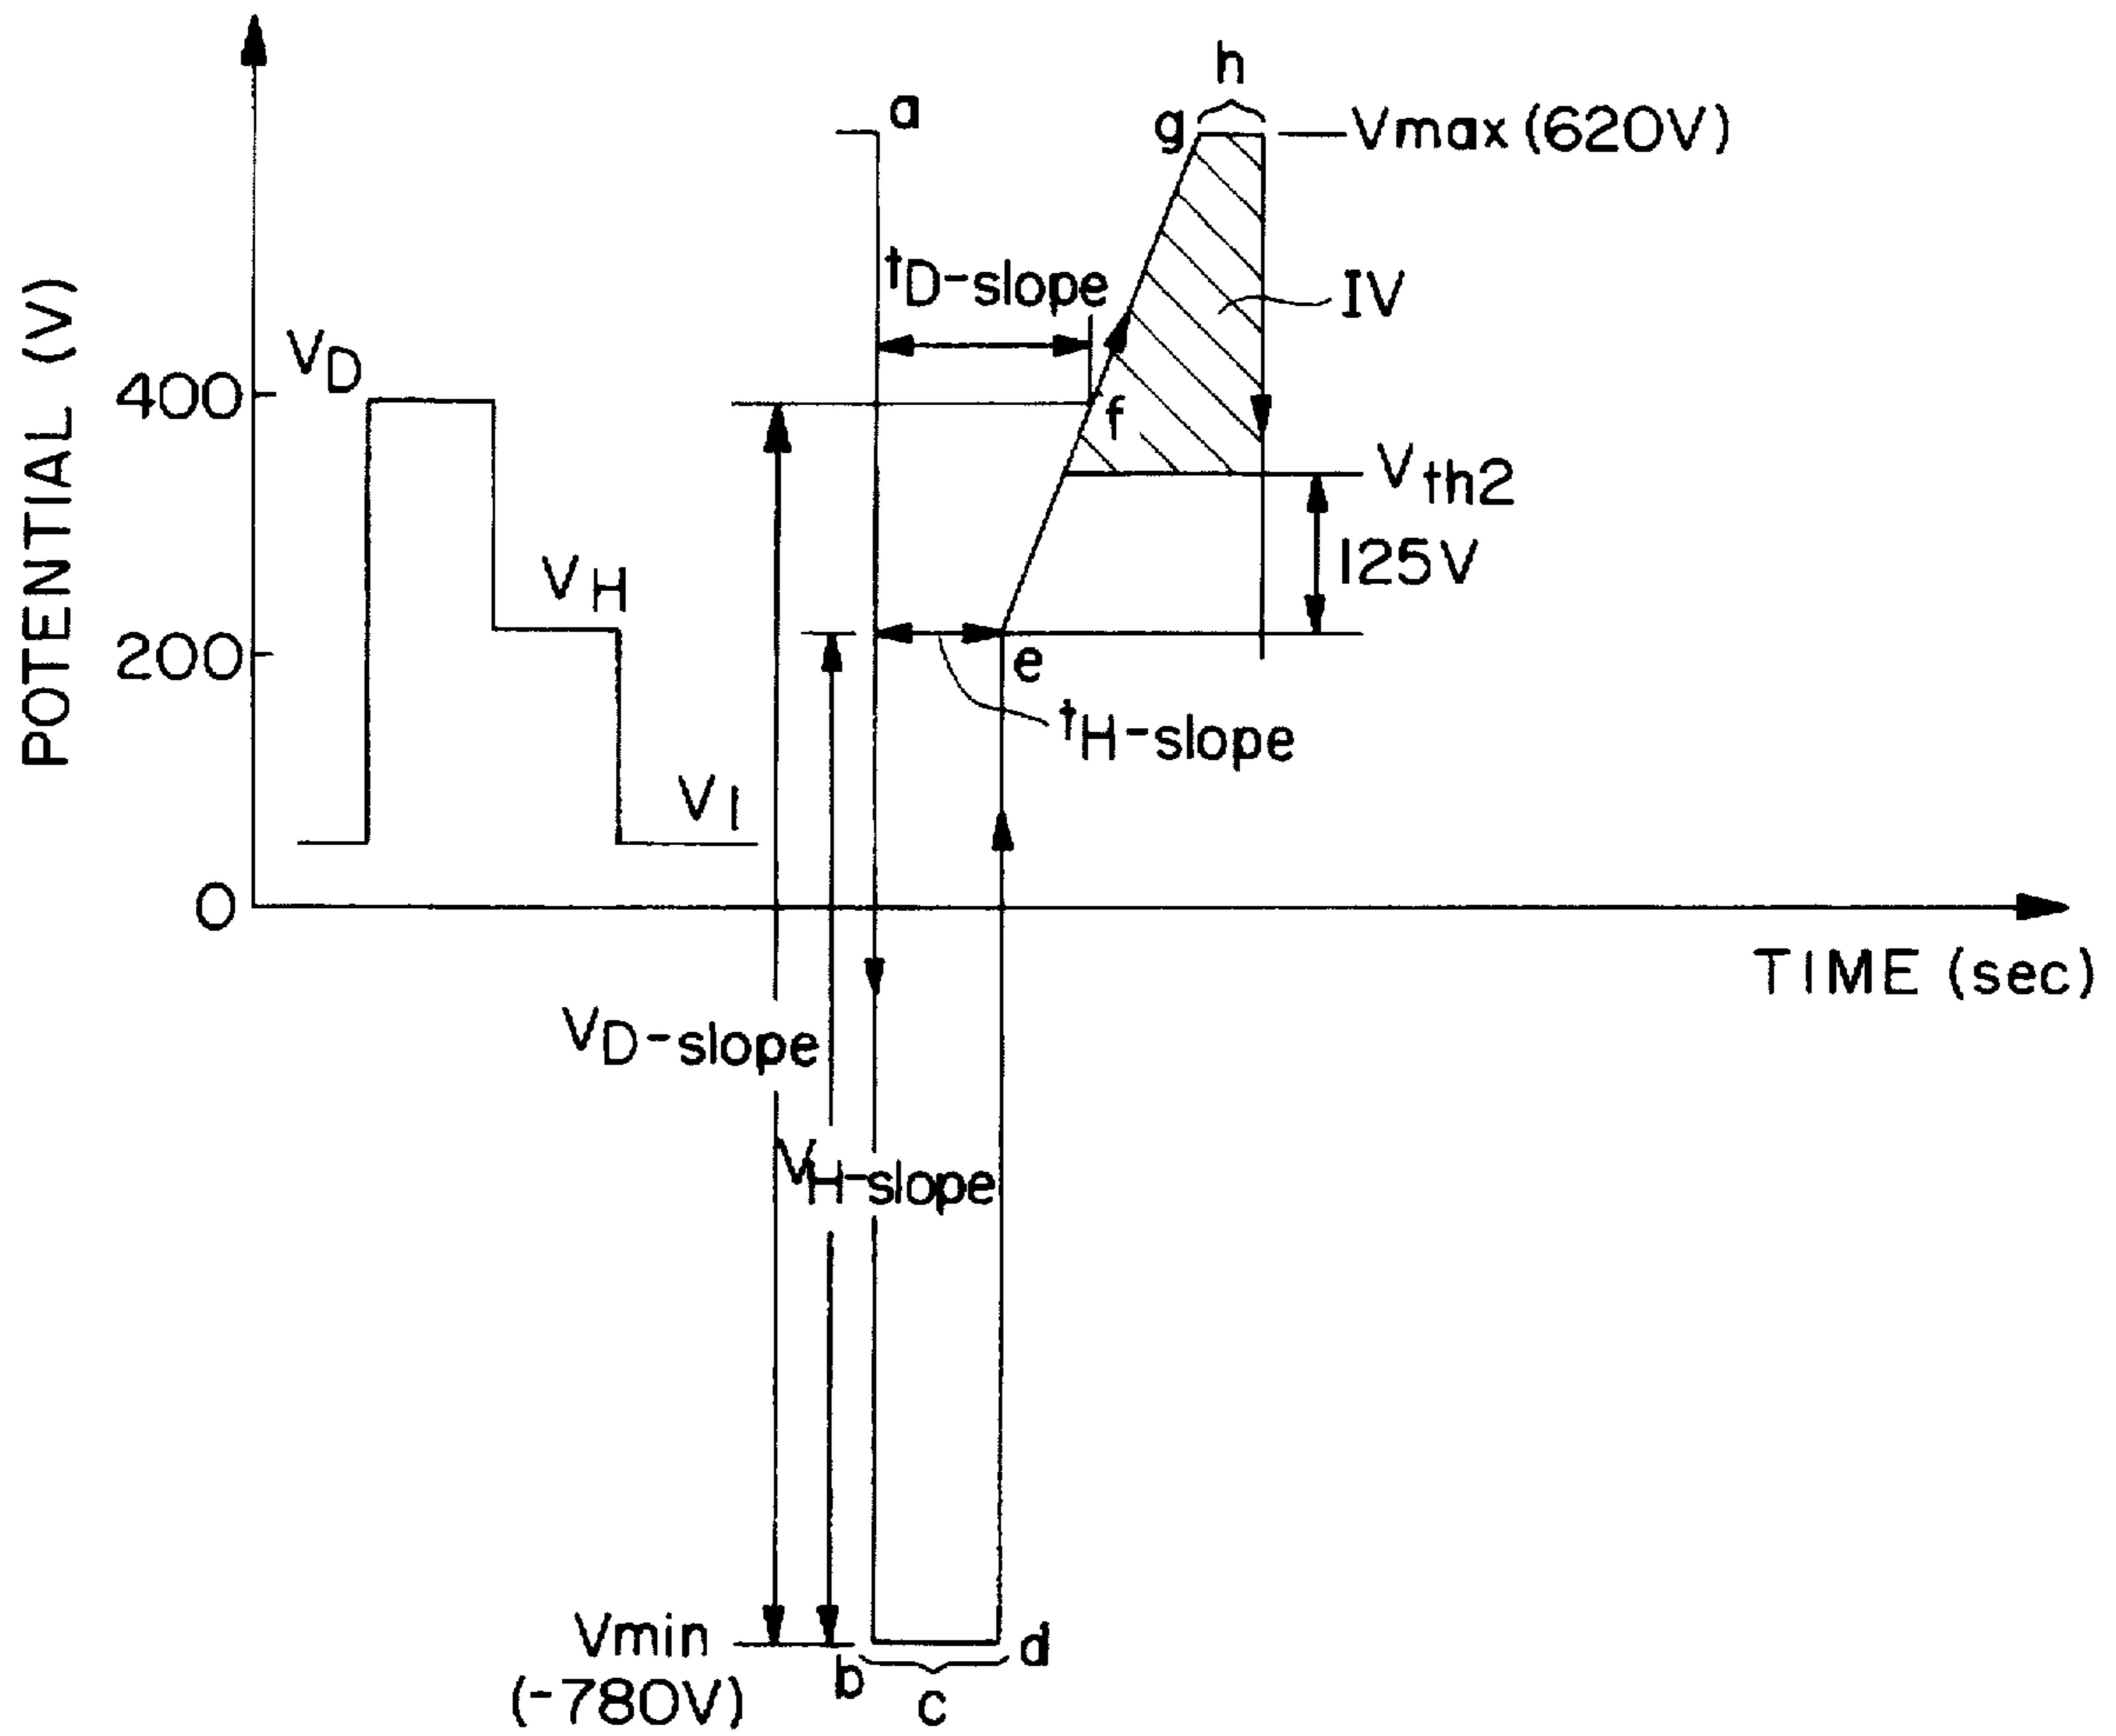 h
a
g
Vmax (620V)
tD-slope
IV
VD
400
f
Vth2
POTENTIAL (V)
VH
125V
200
e
tH-slope
VI
0
TIME (sec)
VD-slope
VH-slope
Vmin
(-780V)
b
d
c